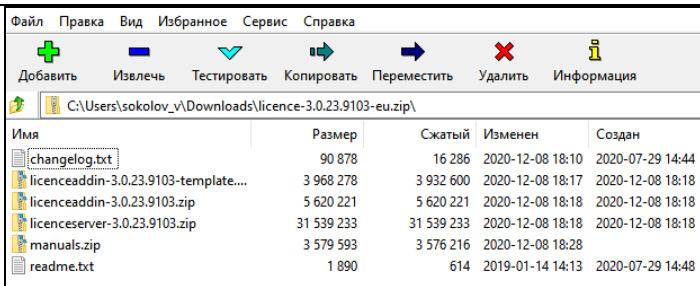 Файл Правка Вид Избранное Сервис Справка
Добавить Извлечь Тестировать Копировать Переместить Удалить Информация
C:\Users\sokolov_v\Downloads\licence-3.0.23.9103-eu.zip\
Имя Размер Сжатый Изменен Создан
changelog.txt 90 878 16 286 2020-12-08 18:10 2020-07-29 14:44
licenceaddin-3.0.23.9103-template.... 3 968 278 3 932 600 2020-12-08 18:17 2020-12-08 18:18
licenceaddin-3.0.23.9103.zip 5 620 221 5 620 221 2020-12-08 18:18 2020-12-08 18:18
licenceserver-3.0.23.9103.zip 31 539 233 31 539 233 2020-12-08 18:18 2020-12-08 18:18
manuals.zip 3 579 593 3 576 216 2020-12-08 18:28
readme.txt 1 890 614 2019-01-14 14:13 2020-07-29 14:48